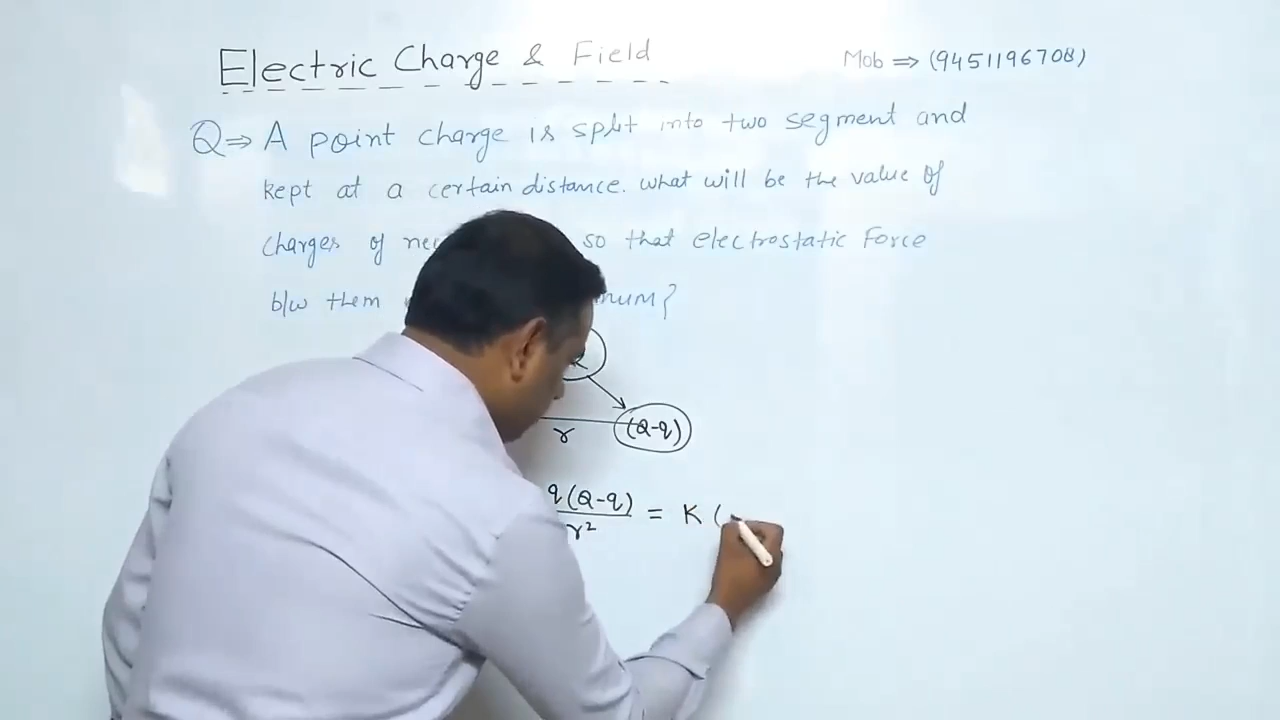 Electric Charge & Field
Mob ⇒ (9451196708)
Q⇒ A point charge is split into two segment and
kept at a certain distance. what will be the value of
charges of so that electrostatic Force
b/w them
Q
r (Q-q)
q(Q-q) / r² = K (